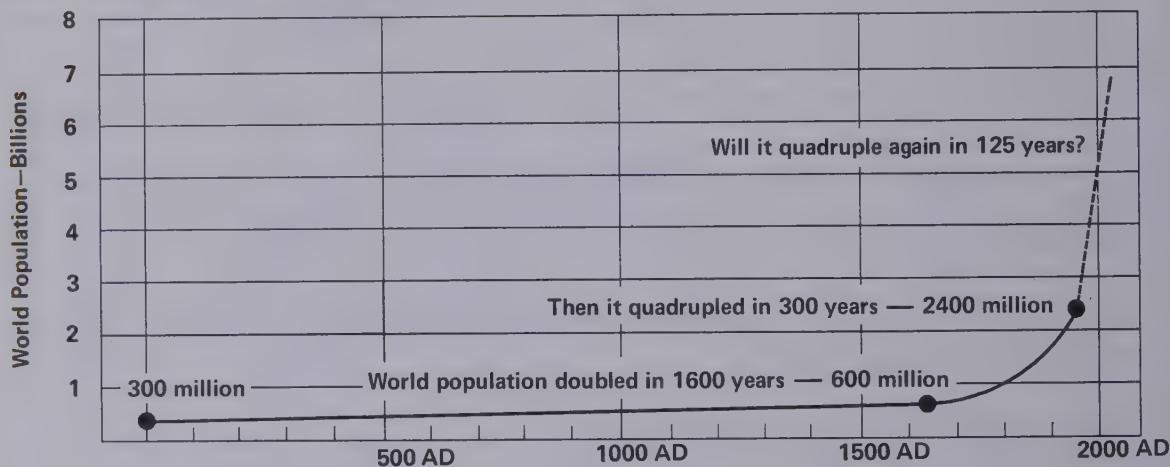 World Population—Billions
8
7
6
5
4
3
2
1
Will it quadruple again in 125 years?
Then it quadrupled in 300 years — 2400 million
300 million
World population doubled in 1600 years — 600 million
500 AD
1000 AD
1500 AD
2000 AD